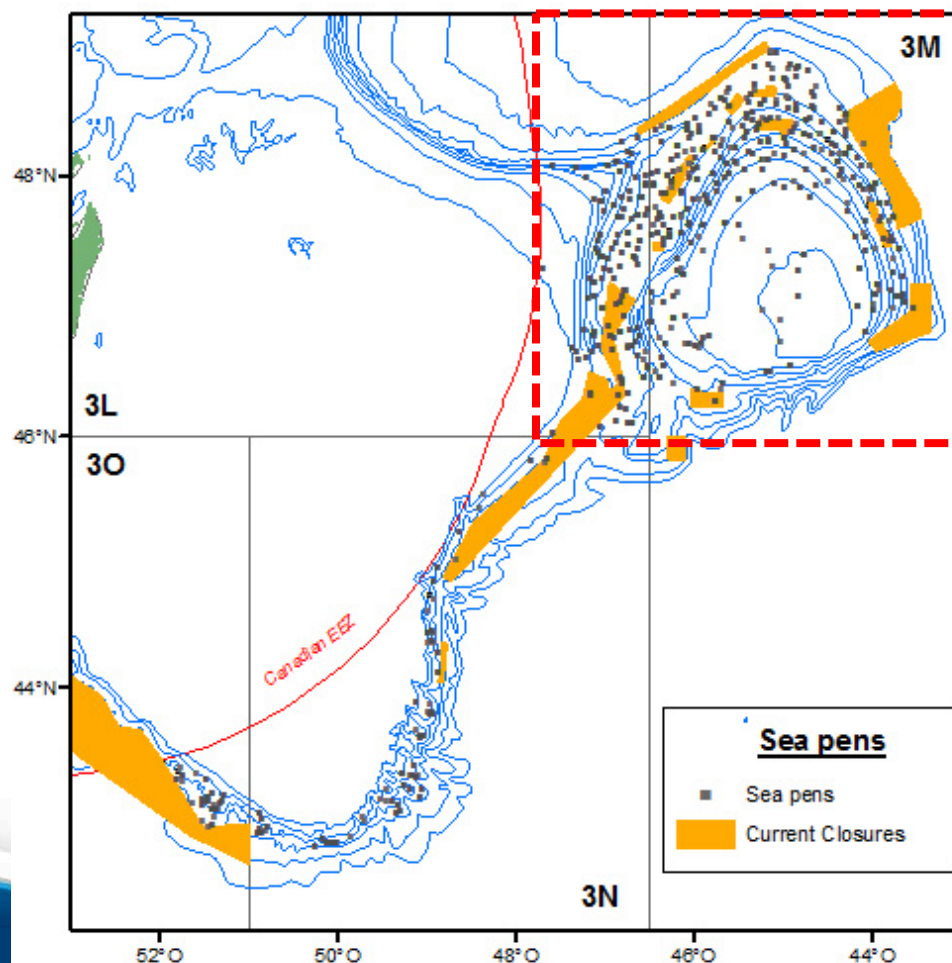 3M
48°N
3L
46°N
3O
Canadian EEZ
44°N
Sea pens
Sea pens
Current Closures
3N
52°O
50°O
48°O
46°O
44°O